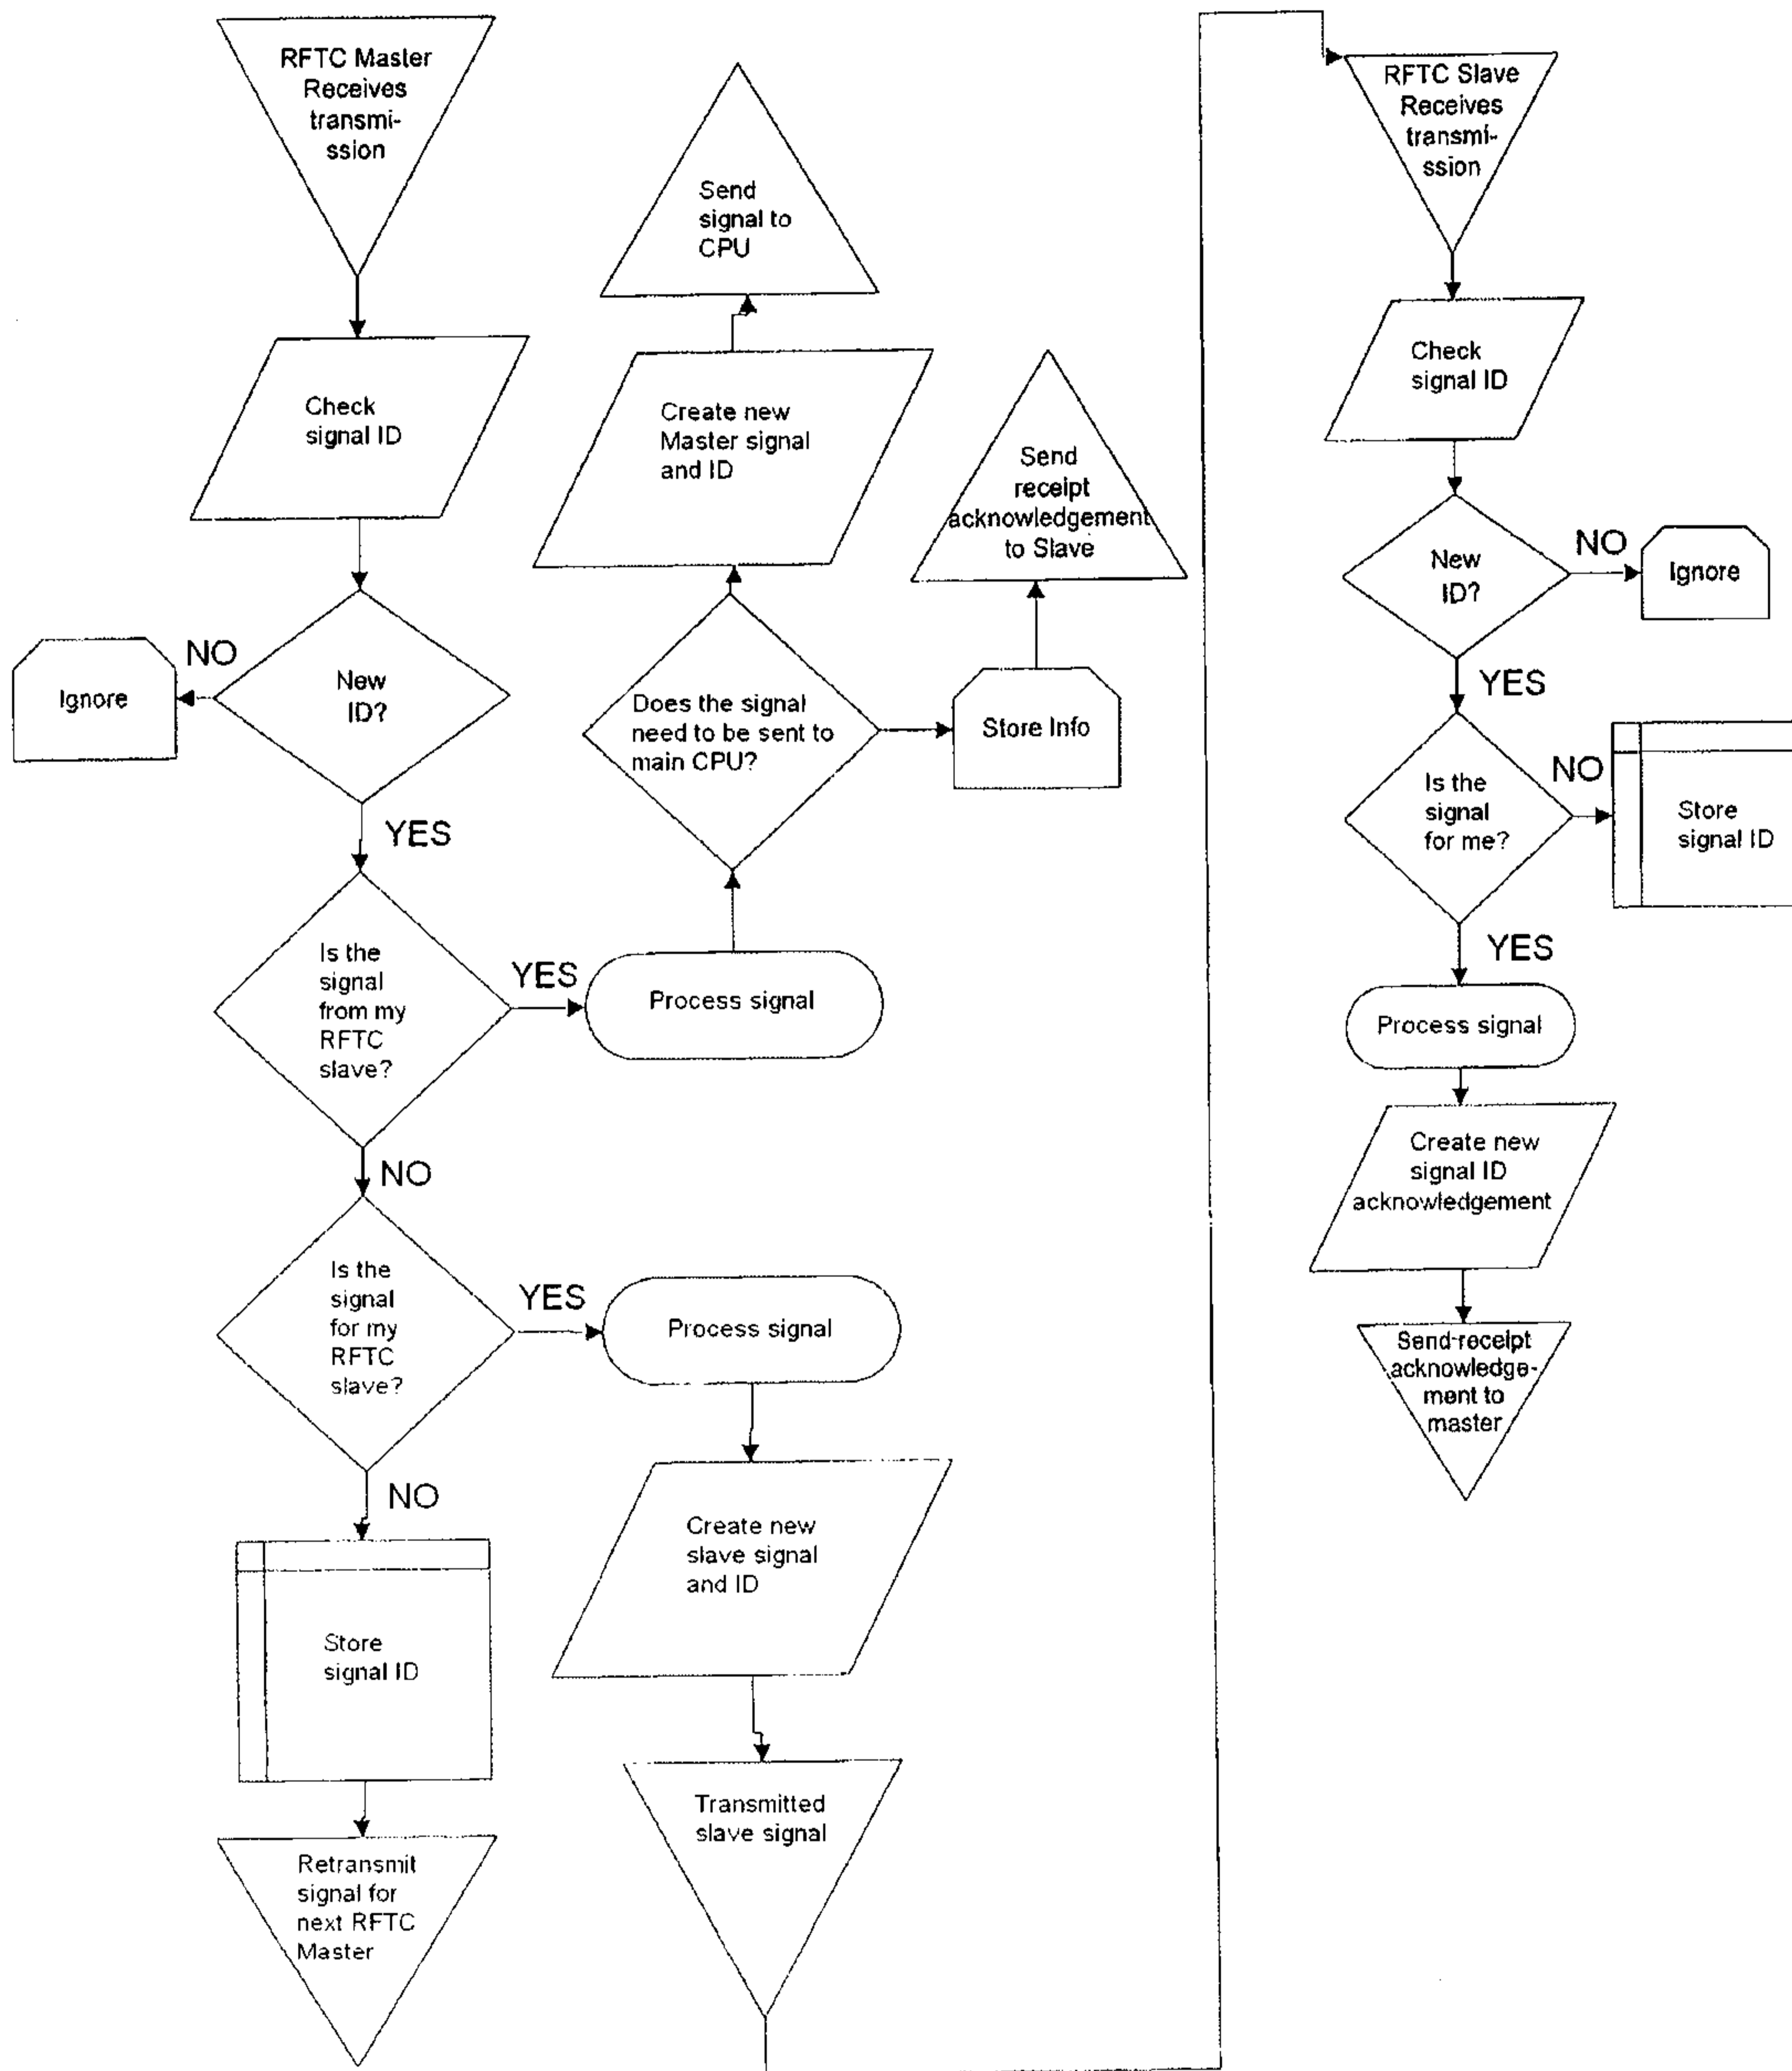 RFTC Master
Receives
transmi-
ssion
Check
signal ID
New
ID?
NO
Ignore
YES
Is the
signal
from my
RFTC
slave?
YES
Process signal
Does the signal
need to be sent to
main CPU?
Create new
Master signal
and ID
Send
signal to
CPU
Store Info
Send
receipt
acknowledgement
to Slave
NO
Is the
signal
for my
RFTC
slave?
YES
Process signal
Create new
slave signal
and ID
Transmitted
slave signal
NO
Store
signal ID
Retransmit
signal for
next RFTC
Master
RFTC Slave
Receives
transmi-
ssion
Check
signal ID
New
ID?
NO
Ignore
YES
Is the
signal
for me?
NO
Store
signal ID
YES
Process signal
Create new
signal ID
acknowledgement
Send-receipt
acknowledge-
ment to
master